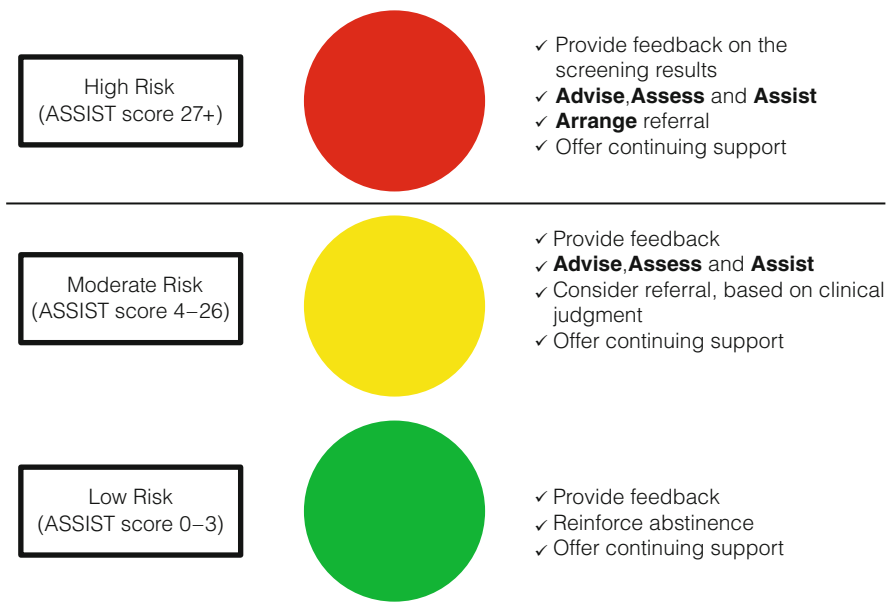 High Risk
(ASSIST score 27+)
✓ Provide feedback on the
screening results
✓ Advise,Assess and Assist
✓ Arrange referral
✓ Offer continuing support
Moderate Risk
(ASSIST score 4–26)
✓ Provide feedback
✓ Advise,Assess and Assist
✓ Consider referral, based on clinical
judgment
✓ Offer continuing support
Low Risk
(ASSIST score 0–3)
✓ Provide feedback
✓ Reinforce abstinence
✓ Offer continuing support